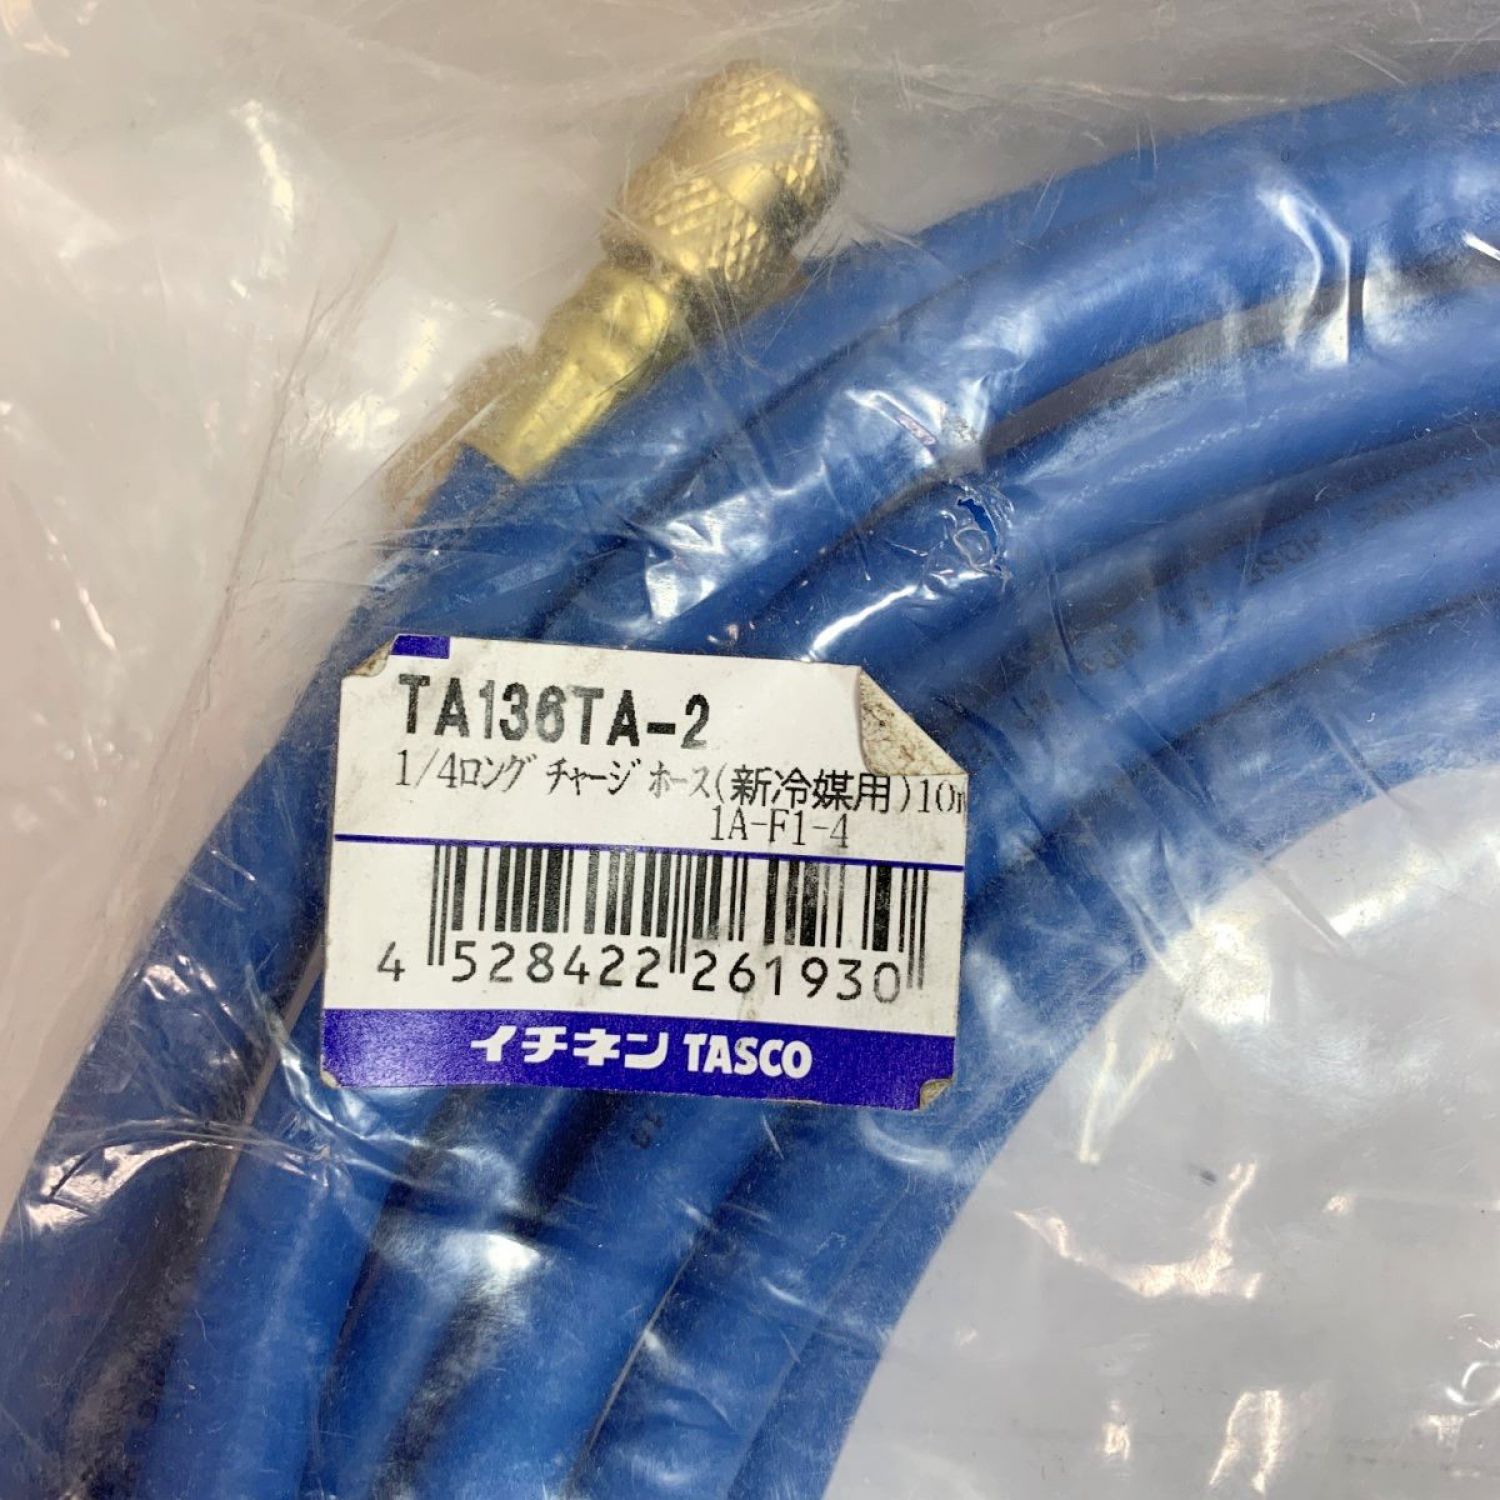 TA136TA-2
1/4ロング チャージ ホース(新冷媒用)10m
1A-F1-4
4 528422 261930
イチネン TASCO